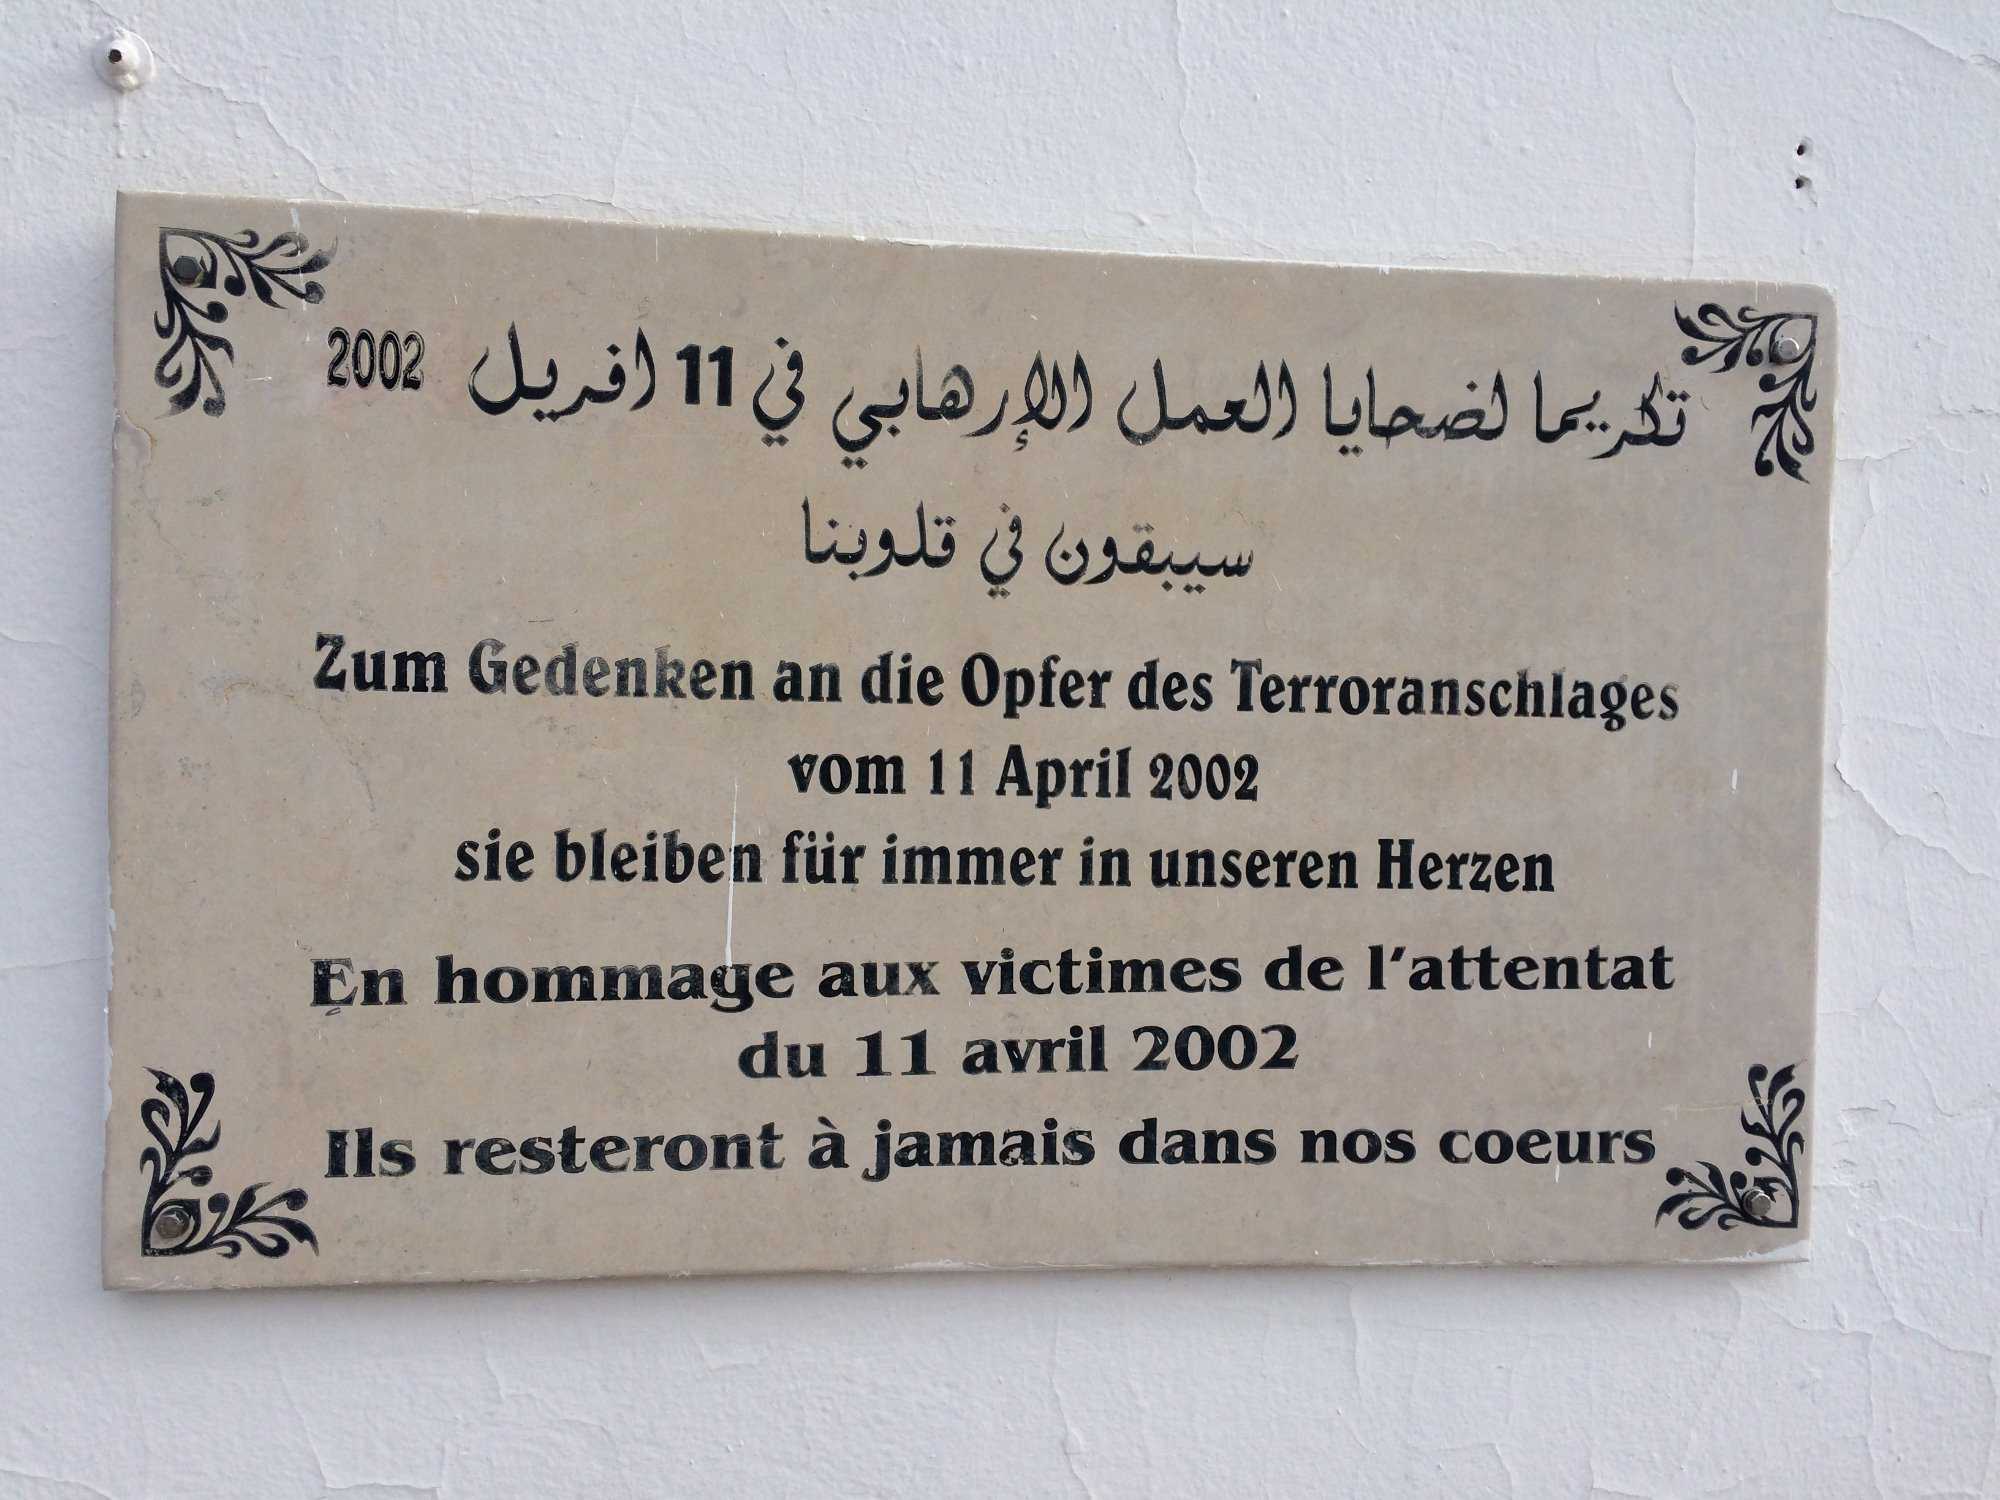 تكريما لضحايا العمل الإرهابي في 11 افريل 2002
سيبقون في قلوبنا
Zum Gedenken an die Opfer des Terroranschlages
vom 11 April 2002
sie bleiben für immer in unseren Herzen
En hommage aux victimes de l'attentat
du 11 avril 2002
Ils resteront à jamais dans nos coeurs